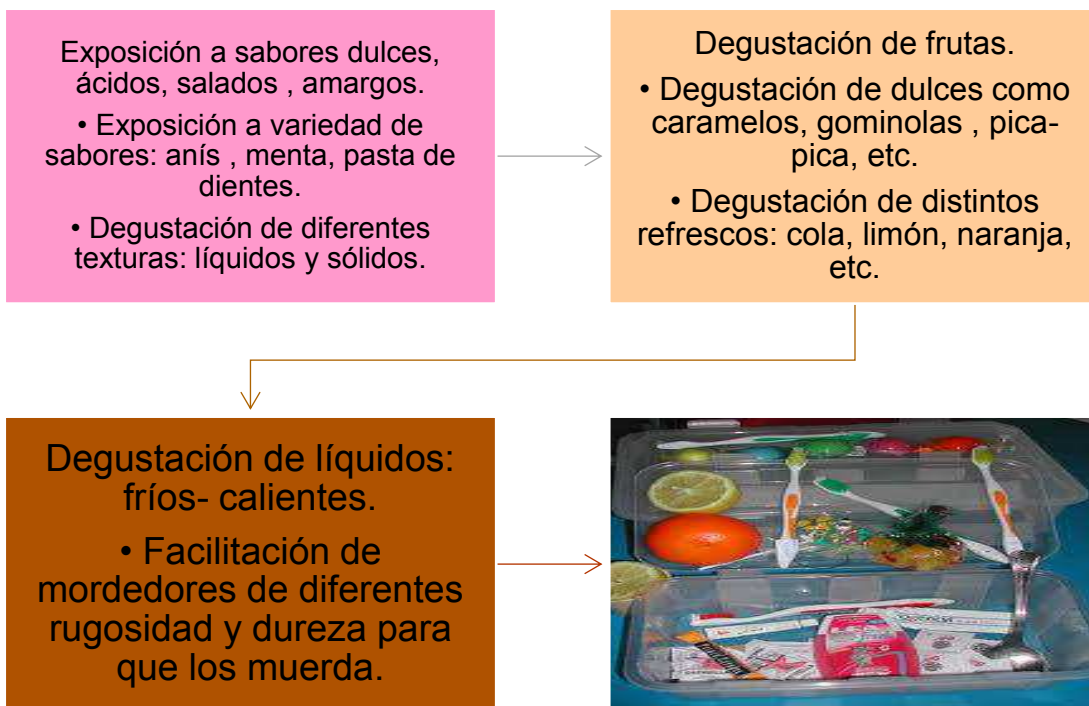 Exposición a sabores dulces,
ácidos, salados , amargos.
• Exposición a variedad de
sabores: anís , menta, pasta de
dientes.
• Degustación de diferentes
texturas: líquidos y sólidos.
Degustación de frutas.
• Degustación de dulces como
caramelos, gominolas , pica-
pica, etc.
• Degustación de distintos
refrescos: cola, limón, naranja,
etc.
Degustación de líquidos:
fríos- calientes.
• Facilitación de
mordedores de diferentes
rugosidad y dureza para
que los muerda.